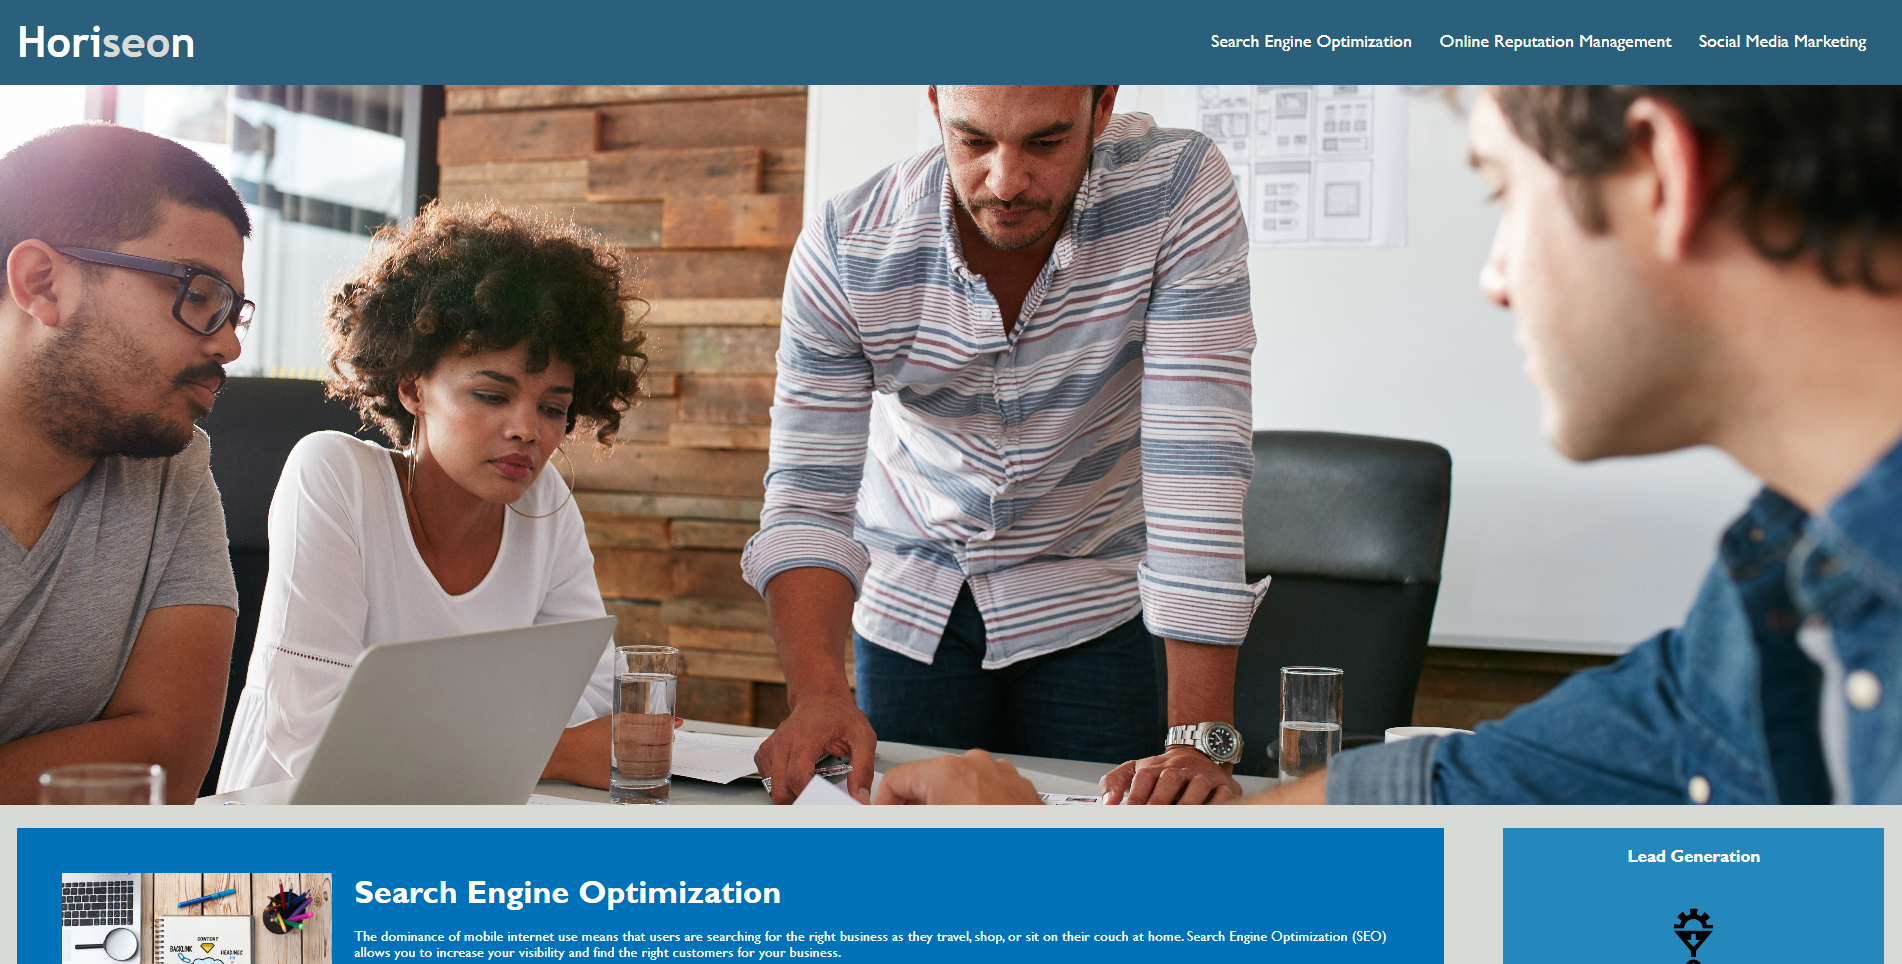 Horiseon
Search Engine Optimization
Online Reputation Management
Social Media Marketing
Search Engine Optimization
The dominance of mobile internet use means that users are searching for the right business as they travel, shop, or sit on their couch at home. Search Engine Optimization (SEO)
allows you to increase your visibility and find the right customers for your business.
CONTENT
BACKLINK
HEADINGS
Lead Generation